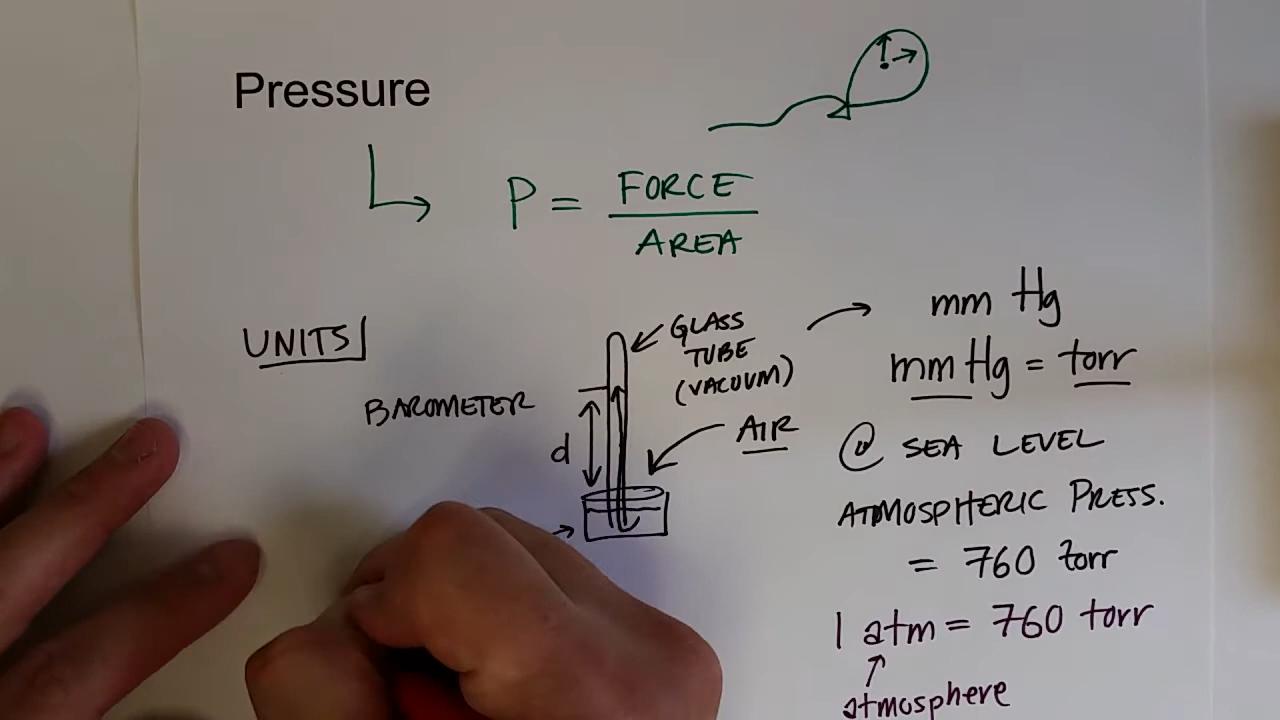 Pressure
P = FORCE
AREA
UNITS
BAROMETER
d
GLASS
TUBE
(VACUUM)
AIR
mm Hg
mm Hg = torr
@ SEA LEVEL
ATMOSPHERIC PRESS.
= 760 torr
1 atm = 760 torr
atmosphere